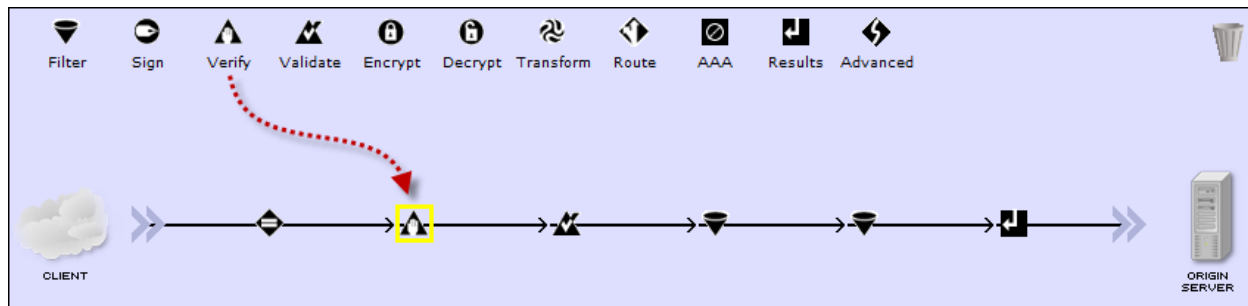 Filter Sign Verify Validate Encrypt Decrypt Transform Route AAA Results Advanced
CLIENT
ORIGIN
SERVER